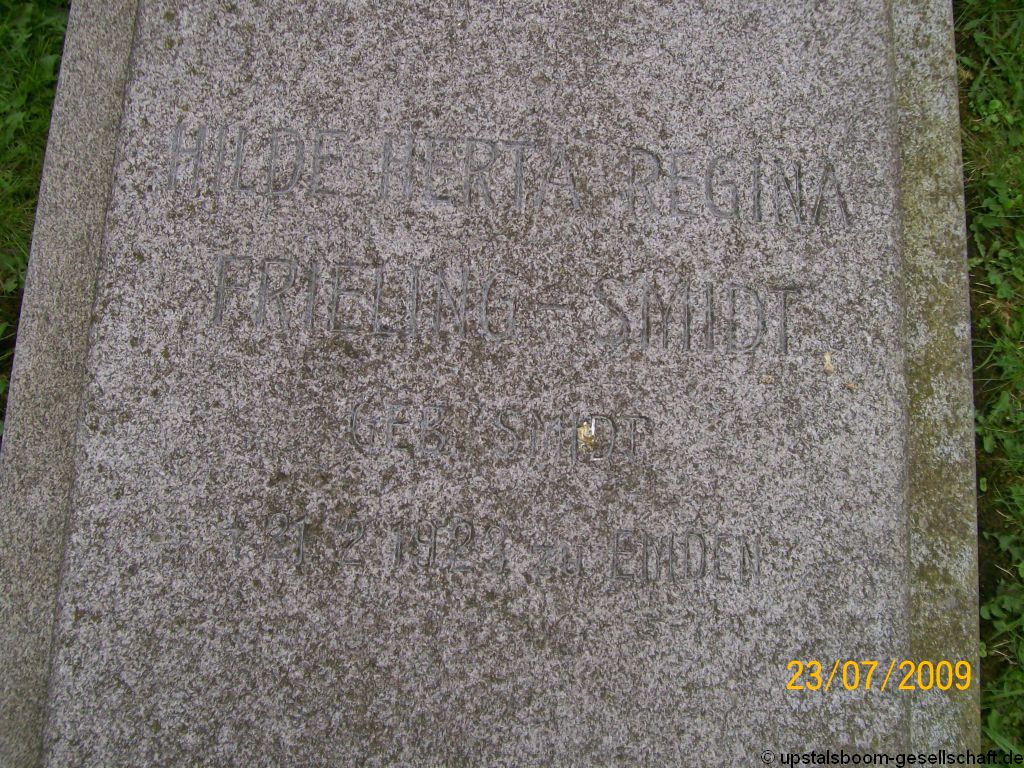 HILDE HERTA REGINA
FRIELING – SMIDT
GEB. SMIDT
21.2.1923 zu EMDEN
23/07/2009
© upstalsboom-gesellschaft.de